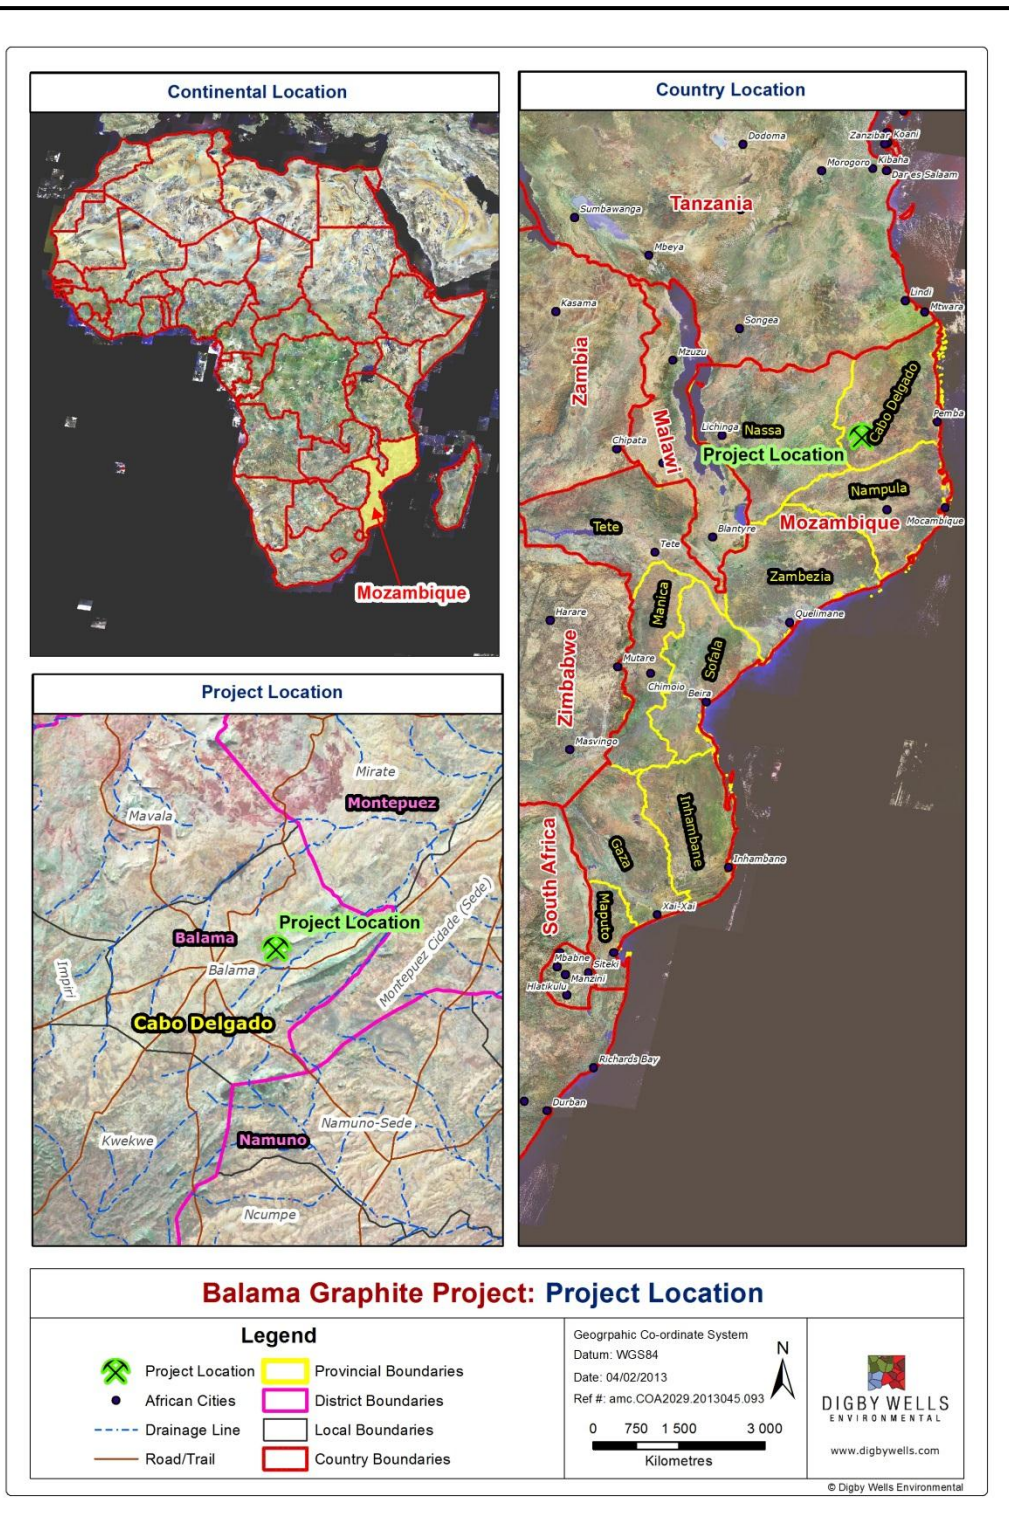 Continental Location
Mozambique
Country Location
Dodoma
Zanzibar
Koani
Morogoro
Kibaha
Dar es Salaam
Tanzania
Sumbawanga
Mbeya
Kasama
Lindi
Mtwara
Songea
Zambia
Mzuzu
Cabo Delgado
Malawi
Lichinga
Nassa
Pemba
Chipata
Project Location
Nampula
Mozambique
Mocambique
Tete
Blantyre
Tete
Zambezia
Manica
Harare
Quelimane
Zimbabwe
Mutare
Sofala
Chimoio
Beira
Masvingo
Inhambane
Gaza
South Africa
Inhambane
Maputo
Xai-Xai
Mbabne
Siteki
Manzini
Hlatikulu
Richards Bay
Durban
Project Location
Mirate
Montepuez
Mavala
Project Location
Balama
Balama
Montepuez Cidade (Sede)
Impiri
Cabo Delgado
Namuno-Sede
Kwekwe
Namuno
Ncumpe
Balama Graphite Project: Project Location
Legend
Project Location
Provincial Boundaries
African Cities
District Boundaries
Drainage Line
Local Boundaries
Road/Trail
Country Boundaries
Geogrpahic Co-ordinate System
Datum: WGS84
Date: 04/02/2013
Ref #: amc.COA2029.2013045.093
N
0 750 1 500 3 000
Kilometres
DIGBY WELLS
ENVIRONMENTAL
www.digbywells.com
© Digby Wells Environmental